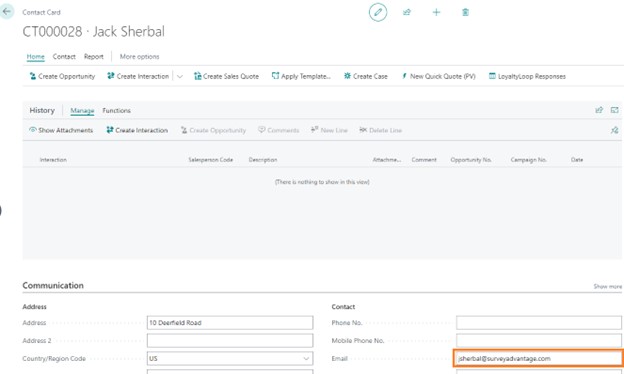 Contact Card
CT000028 · Jack Sherbal
Home Contact Report More options
Create Opportunity Create Interaction Create Sales Quote Apply Template... Create Case New Quick Quote (PV) LoyaltyLoop Responses
History Manage Functions
Show Attachments Create Interaction Create Opportunity Comments New Line Delete Line
Interaction Salesperson Code Description Attachme... Comment Opportunity No. Campaign No. Date
(There is nothing to show in this view)
Communication Show more
Address Contact
Address 10 Deerfield Road Phone No.
Address 2 Mobile Phone No.
Country/Region Code US Email jsherbal@surveyadvantage.com